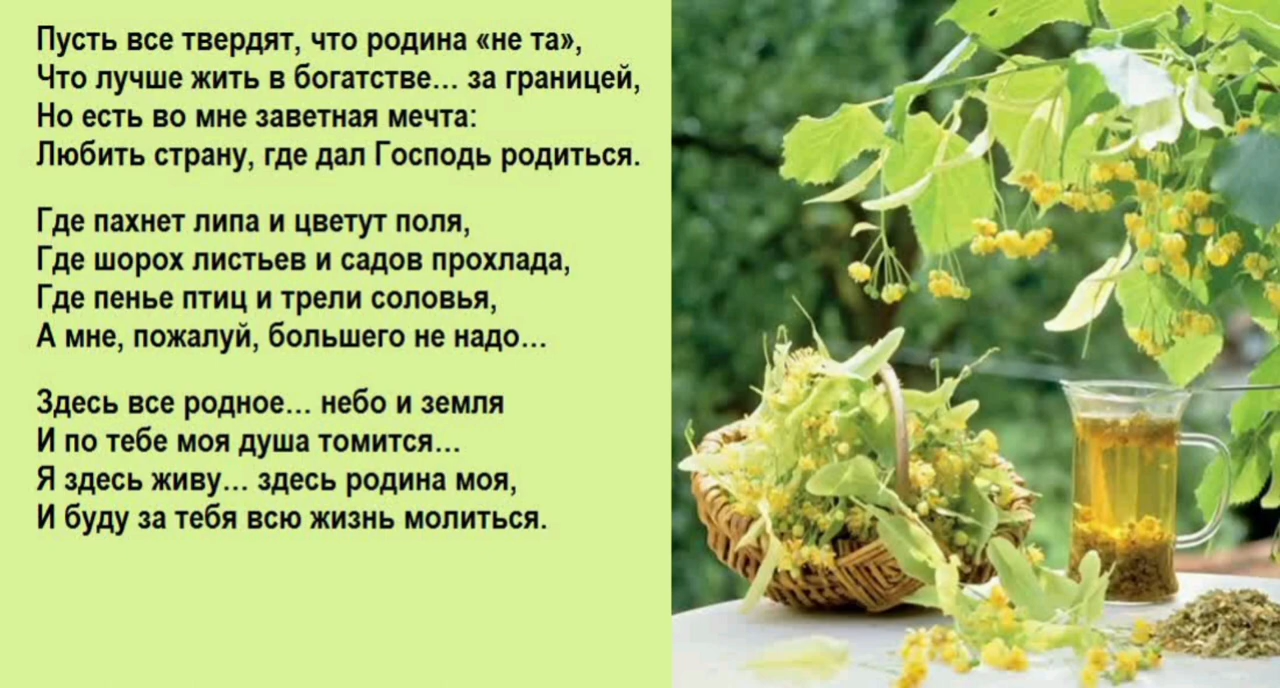 Пусть все твердят, что родина «не та»,
Что лучше жить в богатстве... за границей,
Но есть во мне заветная мечта:
Любить страну, где дал Господь родиться.
Где пахнет липа и цветут поля,
Где шорох листьев и садов прохлада,
Где пенье птиц и трели соловья,
А мне, пожалуй, большего не надо...
Здесь все родное... небо и земля
И по тебе моя душа томится...
Я здесь живу... здесь родина моя,
И буду за тебя всю жизнь молиться.